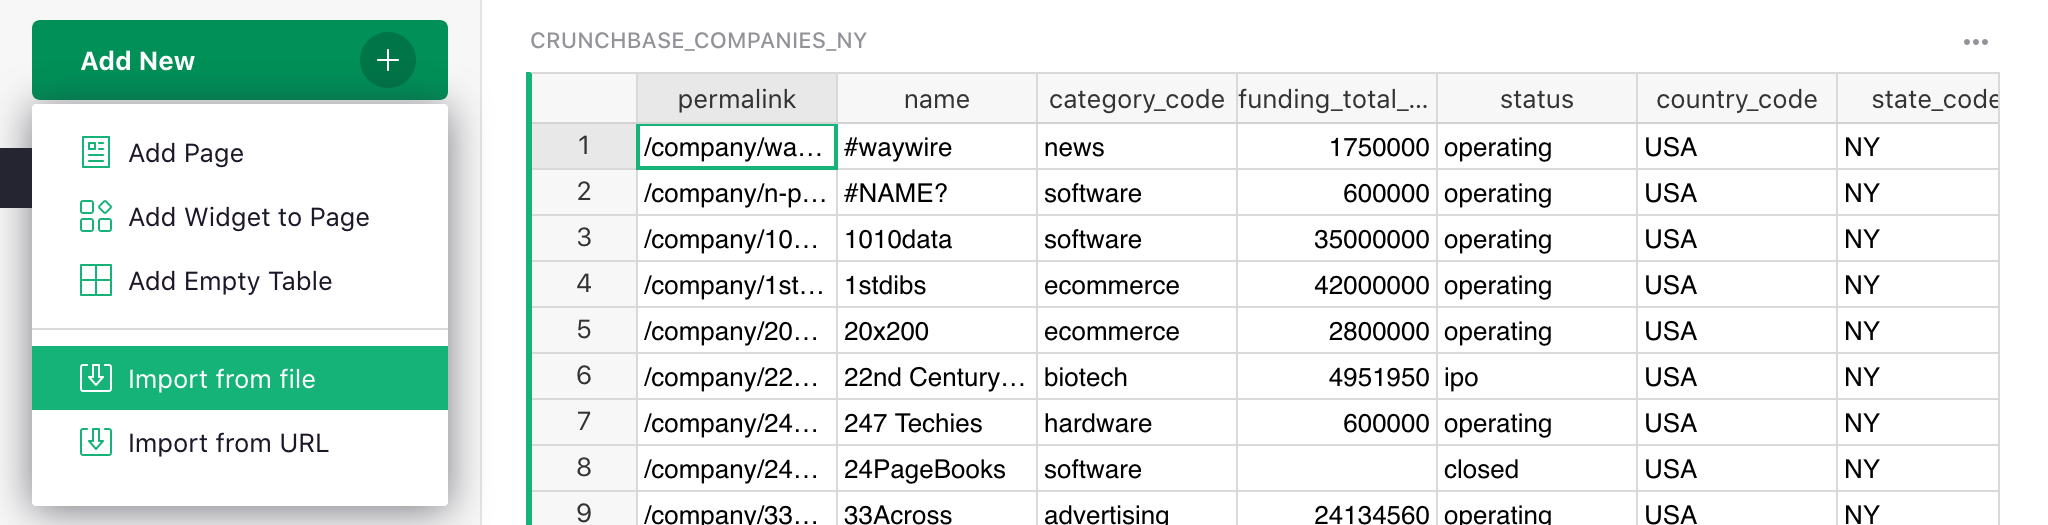 Add New
Add Page
Add Widget to Page
Add Empty Table
Import from file
Import from URL
CRUNCHBASE_COMPANIES_NY
permalink name category_code funding_total_... status country_code state_code
1 /company/wa... #waywire news 1750000 operating USA NY
2 /company/n-p... #NAME? software 600000 operating USA NY
3 /company/10... 1010data software 35000000 operating USA NY
4 /company/1st... 1stdibs ecommerce 42000000 operating USA NY
5 /company/20... 20x200 ecommerce 2800000 operating USA NY
6 /company/22... 22nd Century... biotech 4951950 ipo USA NY
7 /company/24... 247 Techies hardware 600000 operating USA NY
8 /company/24... 24PageBooks software closed USA NY
9 /company/33... 33Across advertising 24134560 operating USA NY